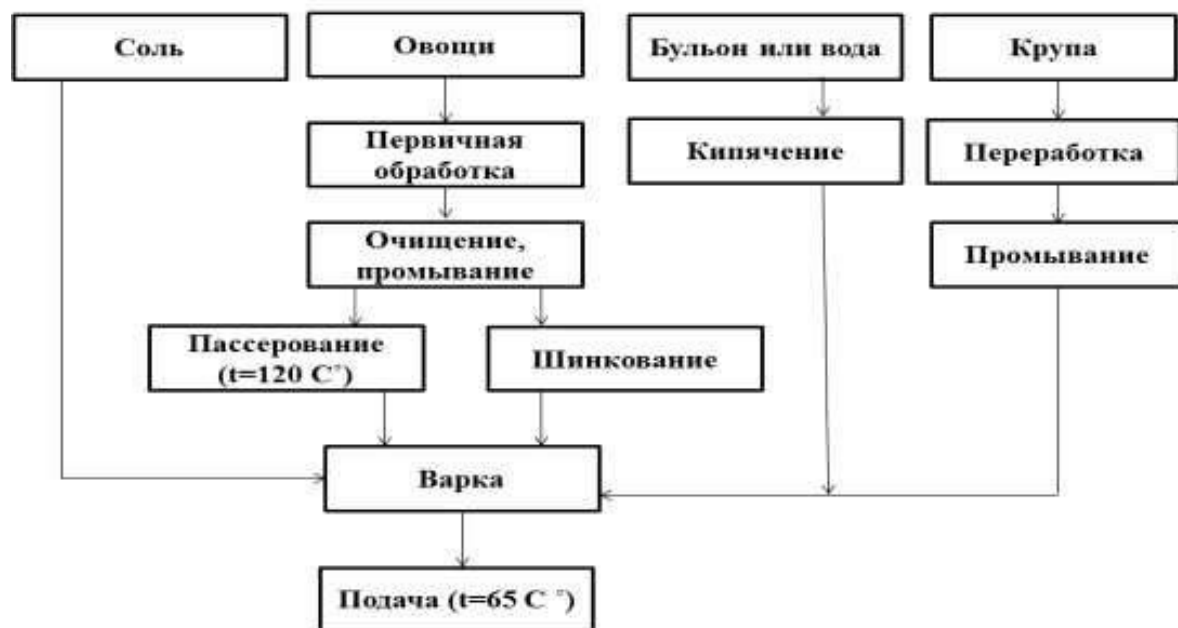 Соль
Овощи
Бульон или вода
Крупа
Первичная
обработка
Кипячение
Переработка
Очищение,
промывание
Промывание
Пассерование
(t=120 C˚)
Шинкование
Варка
Подача (t=65 C ˚)